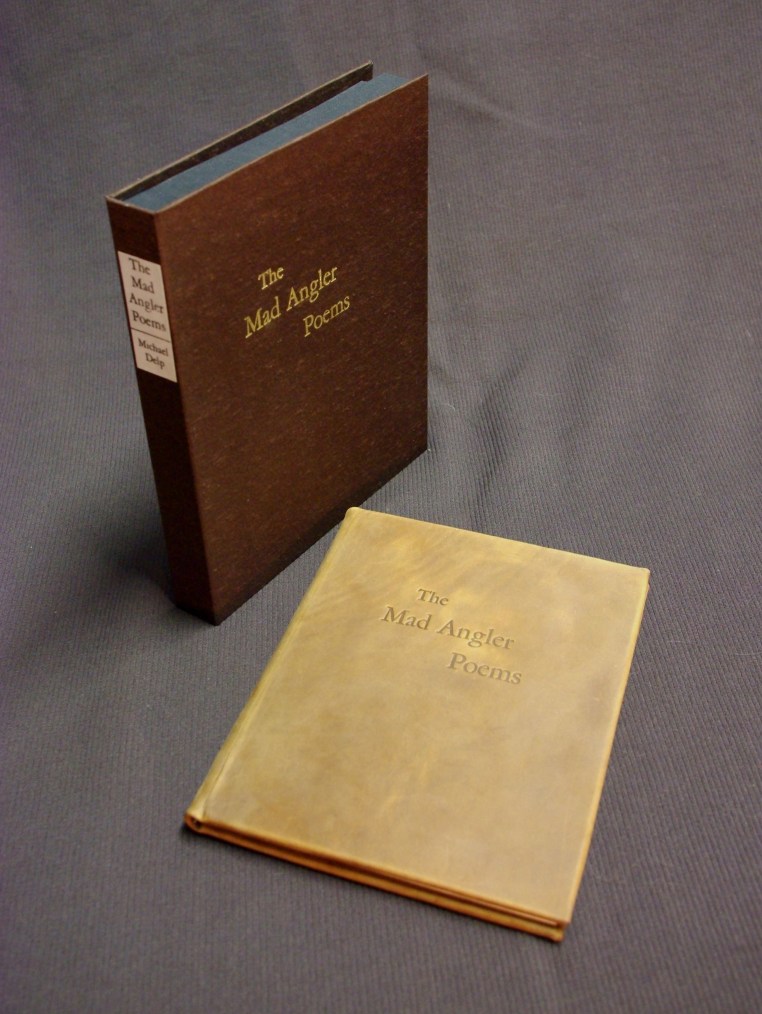 The
Mad
Angler
Poems
Michael
Delp
The
Mad Angler
Poems
The
Mad Angler
Poems